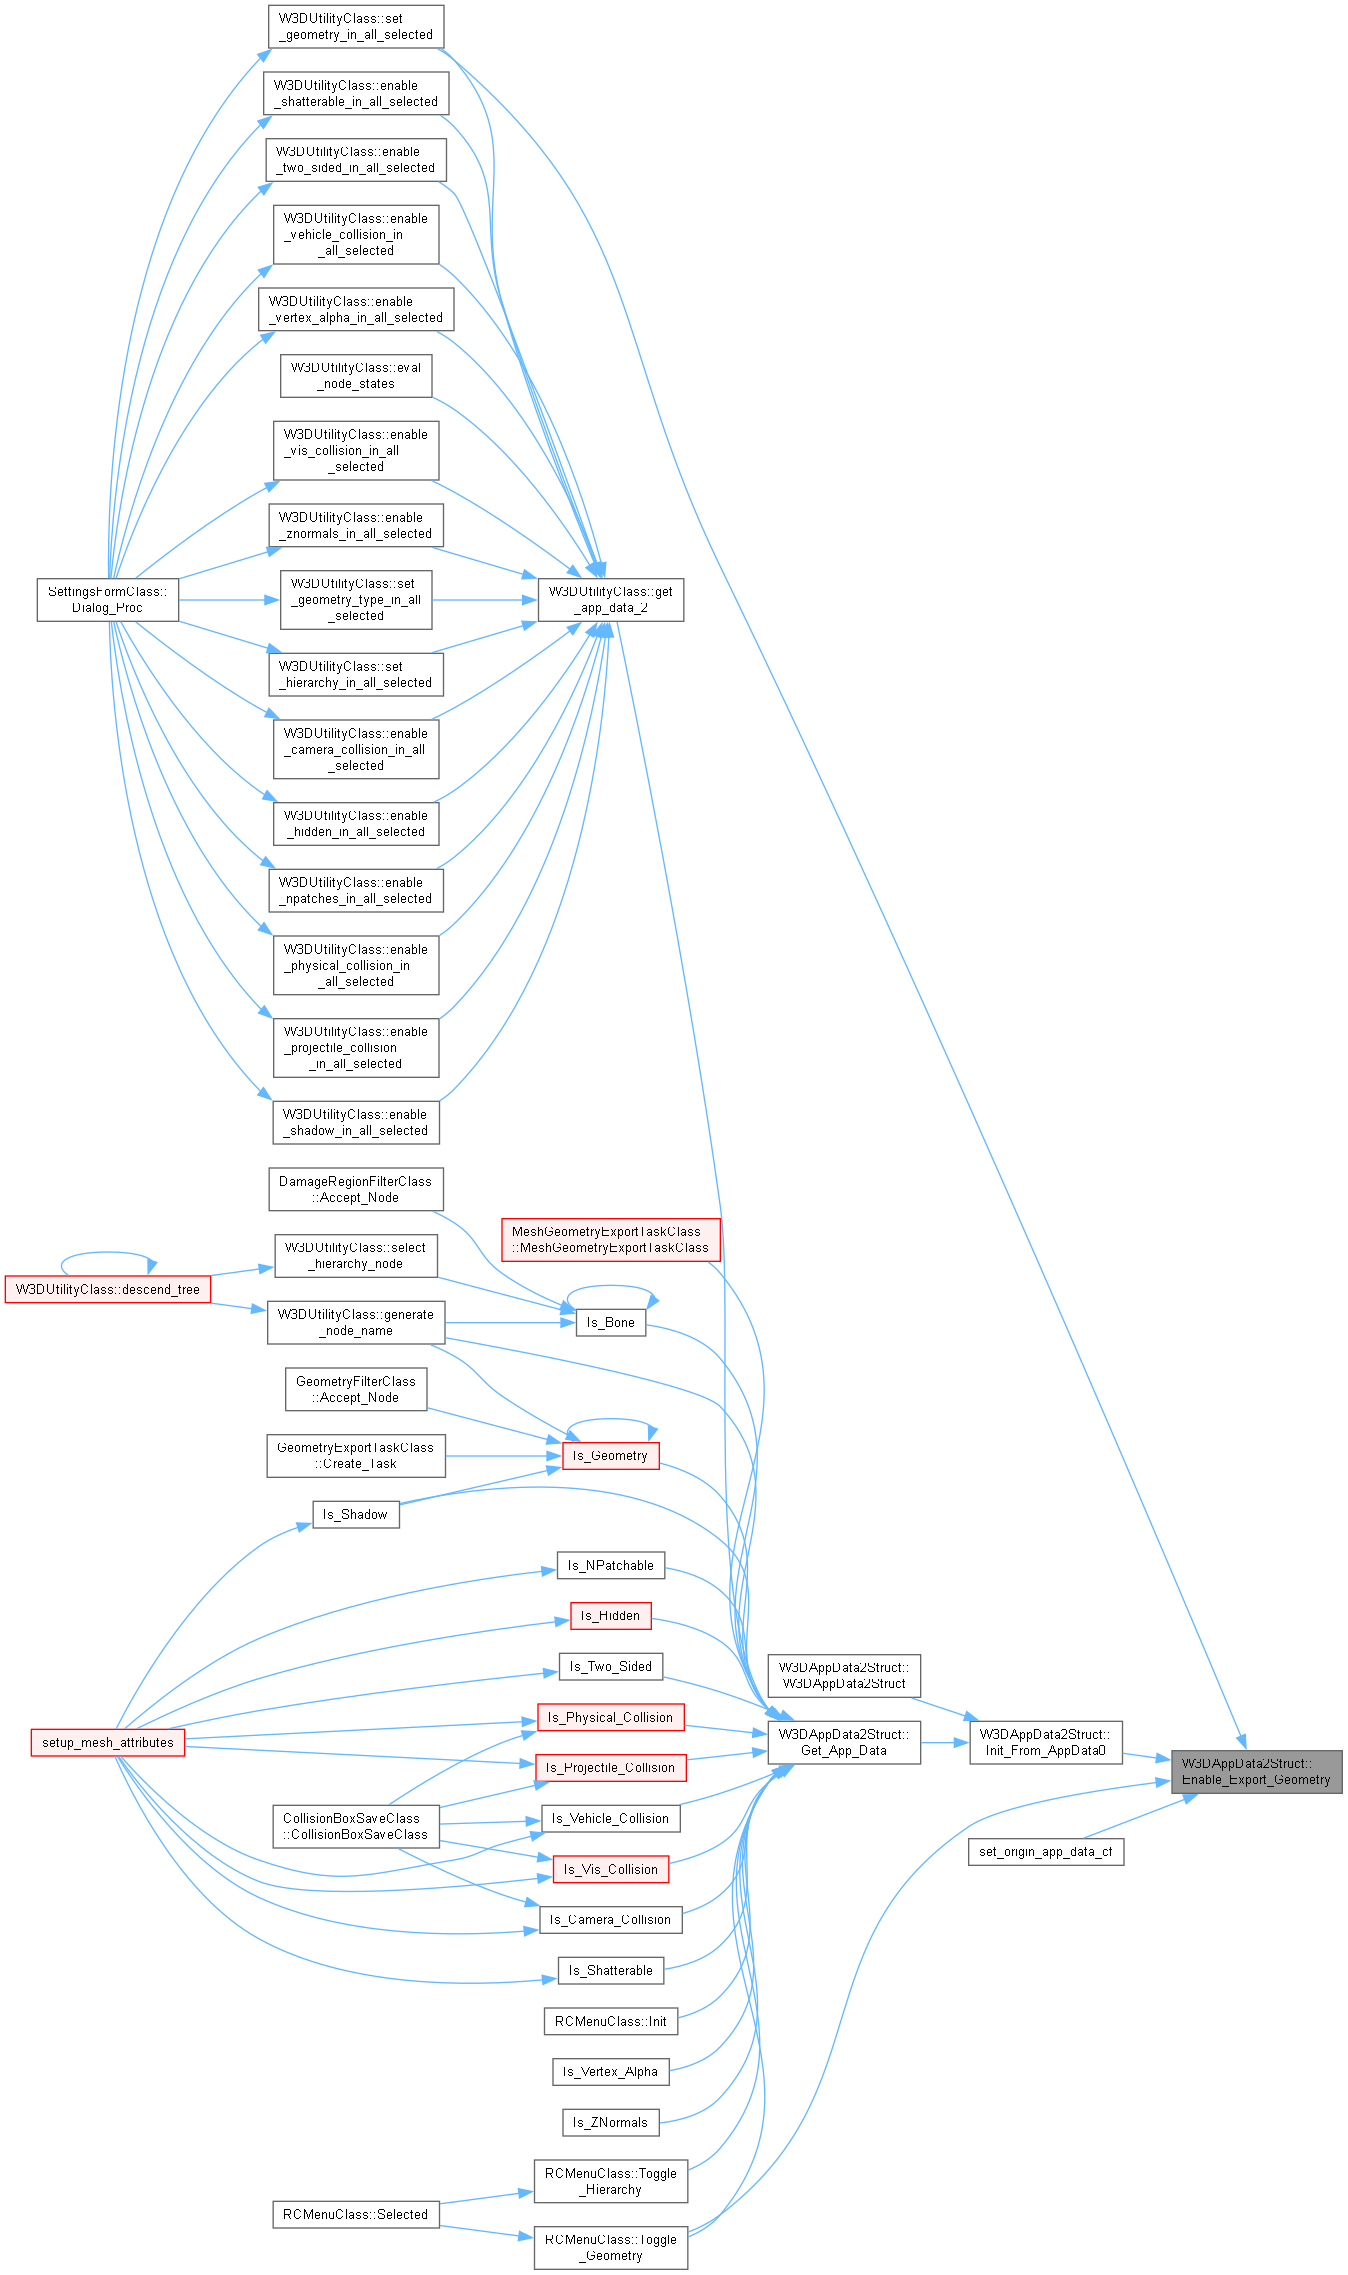 W3DUtilityClass::set
_geometry_in_all_selected
W3DUtilityClass::enable
_shatterable_in_all_selected
W3DUtilityClass::enable
_two_sided_in_all_selected
W3DUtilityClass::enable
_vehicle_collision_in
_all_selected
W3DUtilityClass::enable
_vertex_alpha_in_all_selected
W3DUtilityClass::eval
_node_states
W3DUtilityClass::enable
_vis_collision_in_all
_selected
W3DUtilityClass::enable
_znormals_in_all_selected
SettingsFormClass::
Dialog_Proc
W3DUtilityClass::set
_geometry_type_in_all
_selected
W3DUtilityClass::get
_app_data_2
W3DUtilityClass::set
_hierarchy_in_all_selected
W3DUtilityClass::enable
_camera_collision_in_all
_selected
W3DUtilityClass::enable
_hidden_in_all_selected
W3DUtilityClass::enable
_npatches_in_all_selected
W3DUtilityClass::enable
_physical_collision_in
_all_selected
W3DUtilityClass::enable
_projectile_collision
_in_all_selected
W3DUtilityClass::enable
_shadow_in_all_selected
DamageRegionFilterClass
::Accept_Node
MeshGeometryExportTaskClass
::MeshGeometryExportTaskClass
W3DUtilityClass::select
_hierarchy_node
W3DUtilityClass::descend_tree
W3DUtilityClass::generate
_node_name
Is_Bone
GeometryFilterClass
::Accept_Node
GeometryExportTaskClass
::Create_Task
Is_Geometry
Is_Shadow
Is_NPatchable
Is_Hidden
Is_Two_Sided
W3DAppData2Struct::
W3DAppData2Struct
Is_Physical_Collision
setup_mesh_attributes
W3DAppData2Struct::
Get_App_Data
W3DAppData2Struct::
Init_From_AppData0
Is_Projectile_Collision
W3DAppData2Struct::
Enable_Export_Geometry
CollisionBoxSaveClass
::CollisionBoxSaveClass
Is_Vehicle_Collision
set_origin_app_data_cf
Is_Vis_Collision
Is_Camera_Collision
Is_Shatterable
RCMenuClass::Init
Is_Vertex_Alpha
Is_ZNormals
RCMenuClass::Toggle
_Hierarchy
RCMenuClass::Selected
RCMenuClass::Toggle
_Geometry